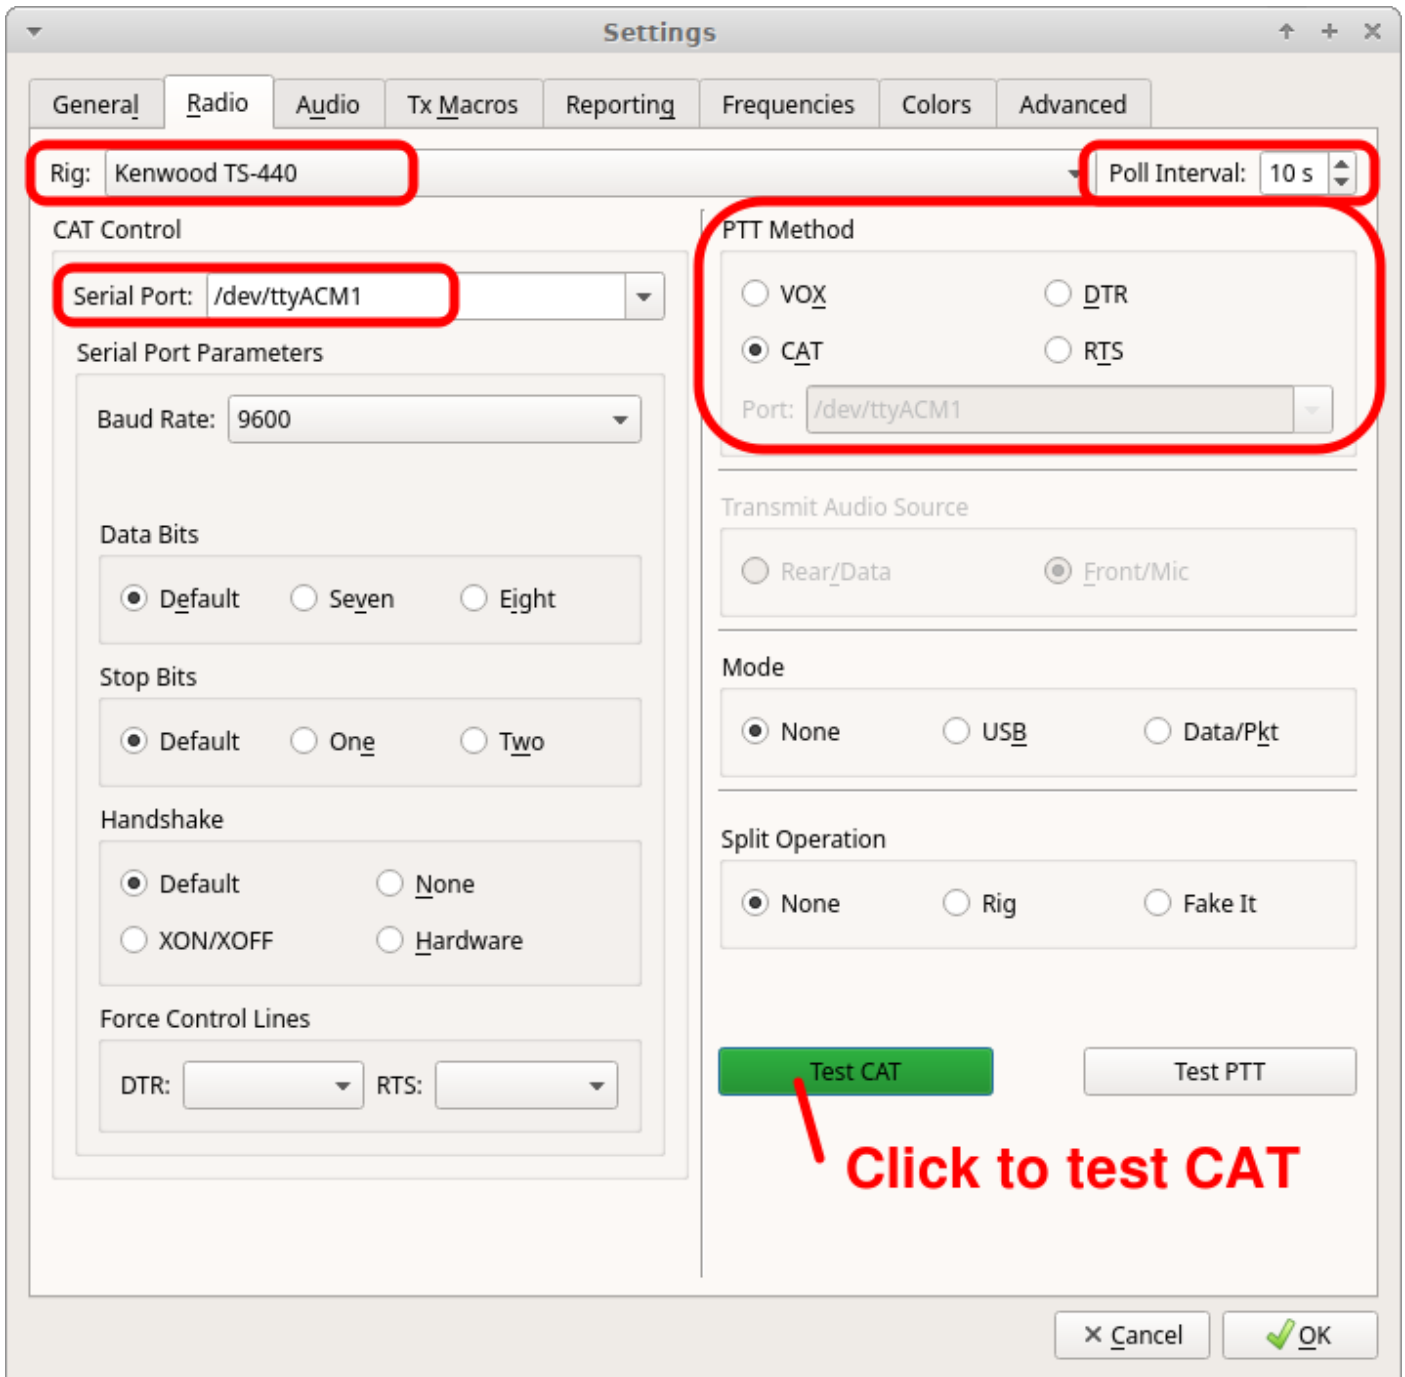 Settings
General Radio Audio Tx Macros Reporting Frequencies Colors Advanced
Rig: Kenwood TS-440 Poll Interval: 10 s
CAT Control
Serial Port: /dev/ttyACM1
Serial Port Parameters
Baud Rate: 9600
Data Bits
Default Seven Eight
Stop Bits
Default One Two
Handshake
Default None
XON/XOFF Hardware
Force Control Lines
DTR: RTS:
PTT Method
VOX DTR
CAT RTS
Port: /dev/ttyACM1
Transmit Audio Source
Rear/Data Front/Mic
Mode
None USB Data/Pkt
Split Operation
None Rig Fake It
Test CAT Test PTT
Click to test CAT
Cancel OK